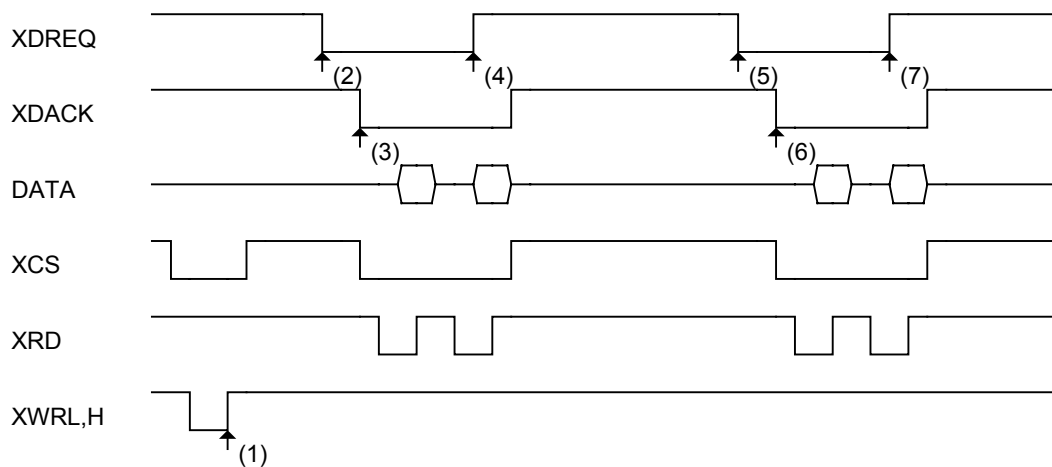 XDREQ
(2)
(4)
(5)
(7)
XDACK
(3)
(6)
DATA
XCS
XRD
XWRL,H
(1)